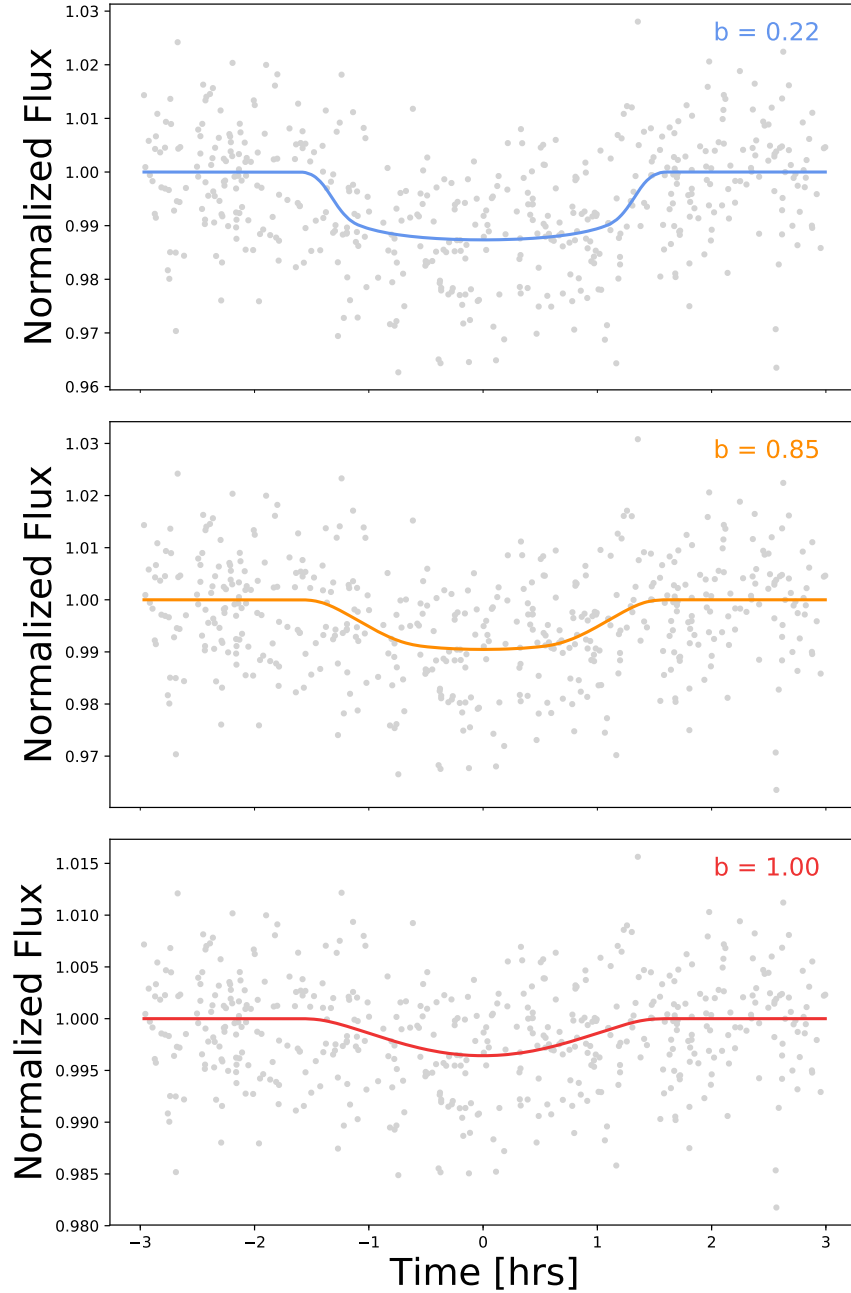 1.03
1.02
1.01
1.00
0.99
0.98
0.97
0.96
Normalized Flux
b = 0.22
1.03
1.02
1.01
1.00
0.99
0.98
0.97
Normalized Flux
b = 0.85
1.015
1.010
1.005
1.000
0.995
0.990
0.985
0.980
Normalized Flux
b = 1.00
−3 −2 −1 0 1 2 3
Time [hrs]